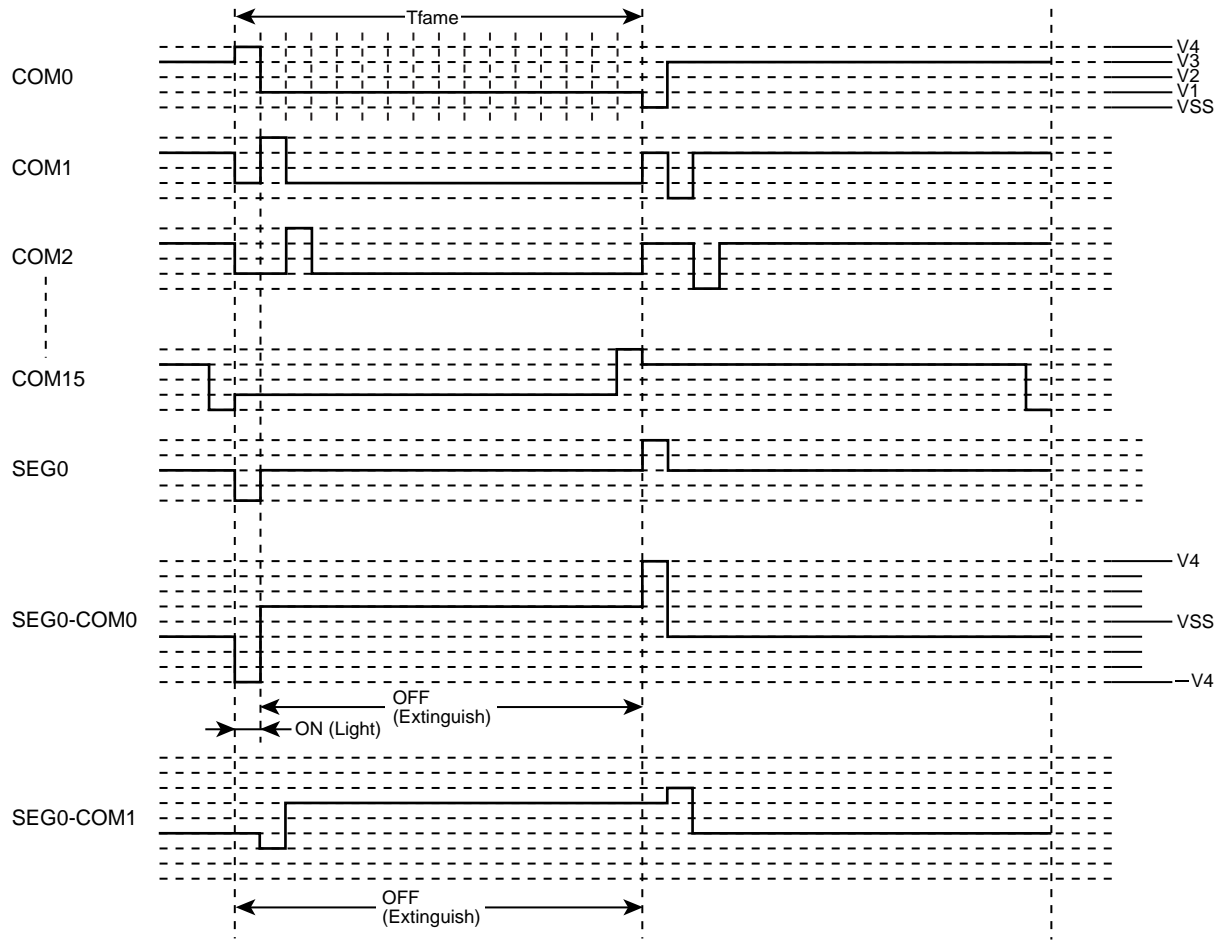 Tfame
COM0
V4
V3
V2
V1
VSS
COM1
COM2
COM15
SEG0
SEG0-COM0
V4
VSS
−V4
OFF
(Extinguish)
ON (Light)
SEG0-COM1
OFF
(Extinguish)